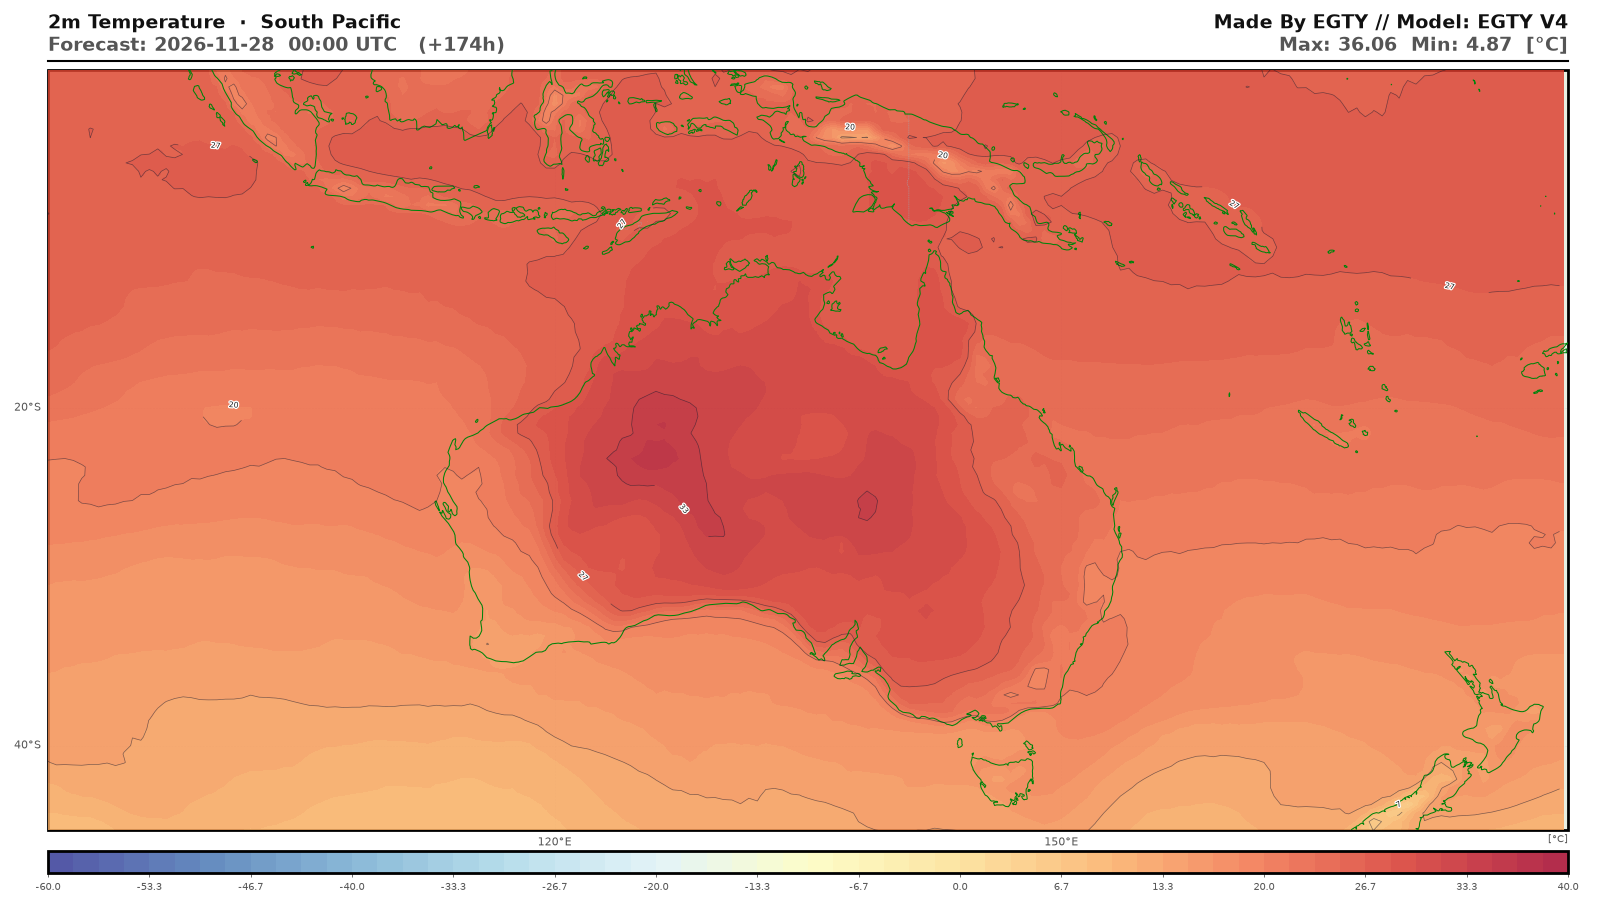 2m Temperature · South Pacific
Made By EGTY // Model: EGTY V4
Forecast: 2026-11-28 00:00 UTC (+174h)
Max: 36.06 Min: 4.87 [°C]
20
27
20
27
27
27
20°S
20
33
27
40°S
7
120°E
150°E
[°C]
-60.0
-53.3
-46.7
-40.0
-33.3
-26.7
-20.0
-13.3
-6.7
0.0
6.7
13.3
20.0
26.7
33.3
40.0